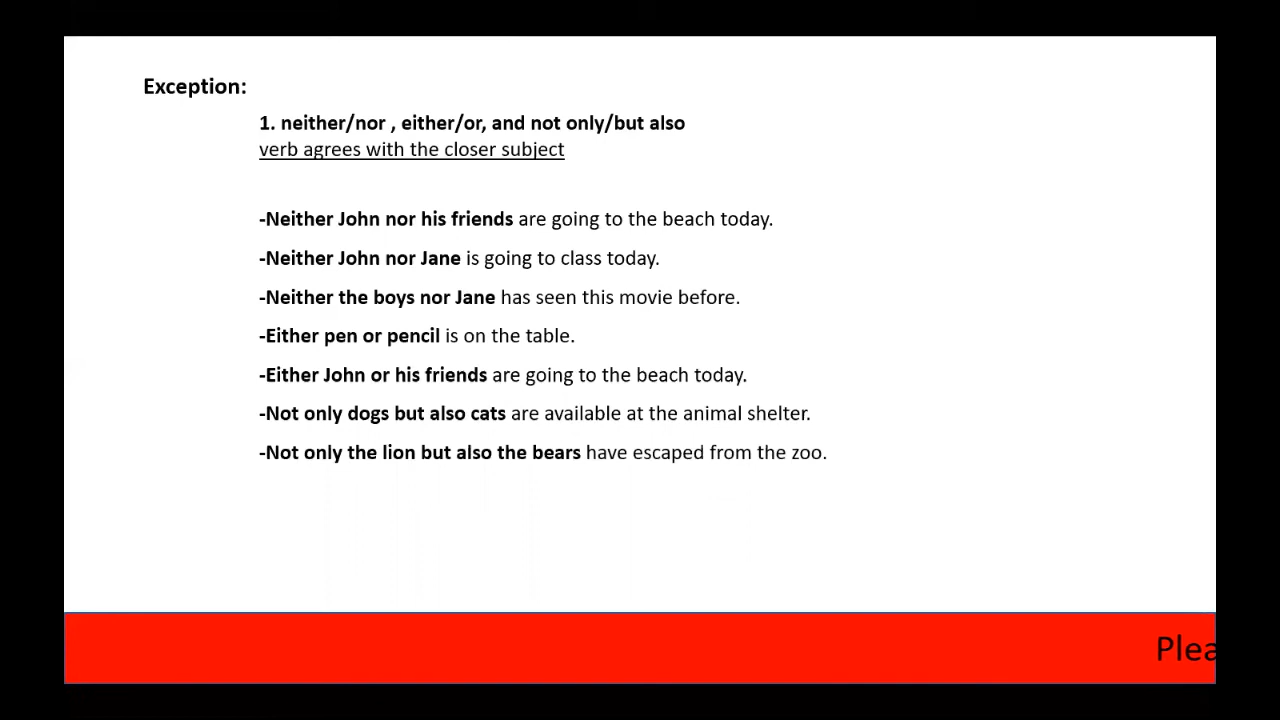 Exception:
1. neither/nor , either/or, and not only/but also
verb agrees with the closer subject
-Neither John nor his friends are going to the beach today.
-Neither John nor Jane is going to class today.
-Neither the boys nor Jane has seen this movie before.
-Either pen or pencil is on the table.
-Either John or his friends are going to the beach today.
-Not only dogs but also cats are available at the animal shelter.
-Not only the lion but also the bears have escaped from the zoo.
Plea